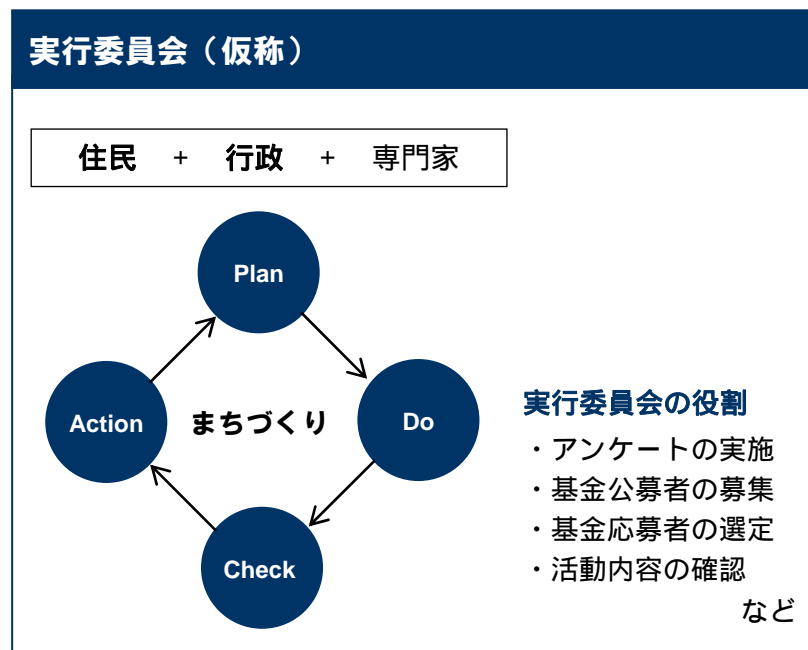 実行委員会（仮称）
住民 + 行政 + 専門家
Plan
Action
まちづくり
Do
Check
実行委員会の役割
・アンケートの実施
・基金公募者の募集
・基金応募者の選定
・活動内容の確認
など